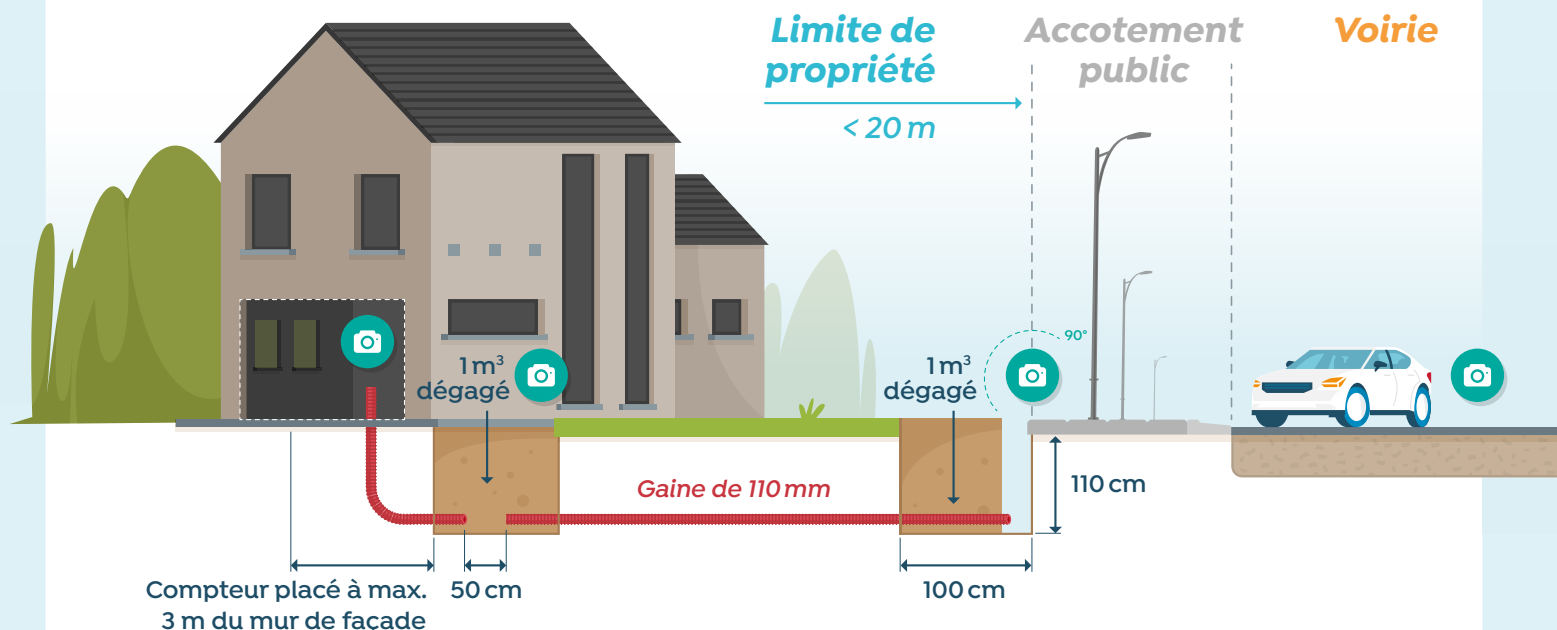 Limite de
propriété
< 20 m
Accotement
public
Voirie
90°
1 m³
dégagé
1 m³
dégagé
Gaine de 110 mm
110 cm
Compteur placé à max.
3 m du mur de façade
50 cm
100 cm